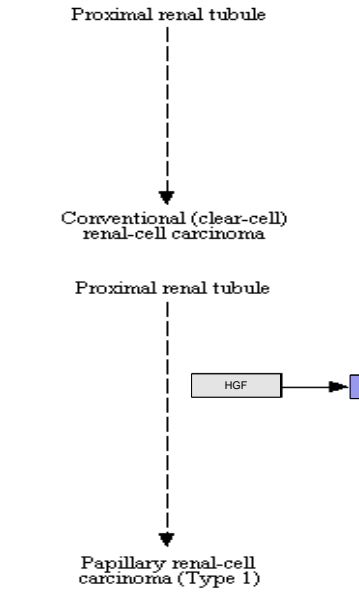 Proximal renal tubule
Conventional (clear-cell)
renal-cell carcinoma
Proximal renal tubule
HGF
Papillary renal-cell
carcinoma (Type 1)